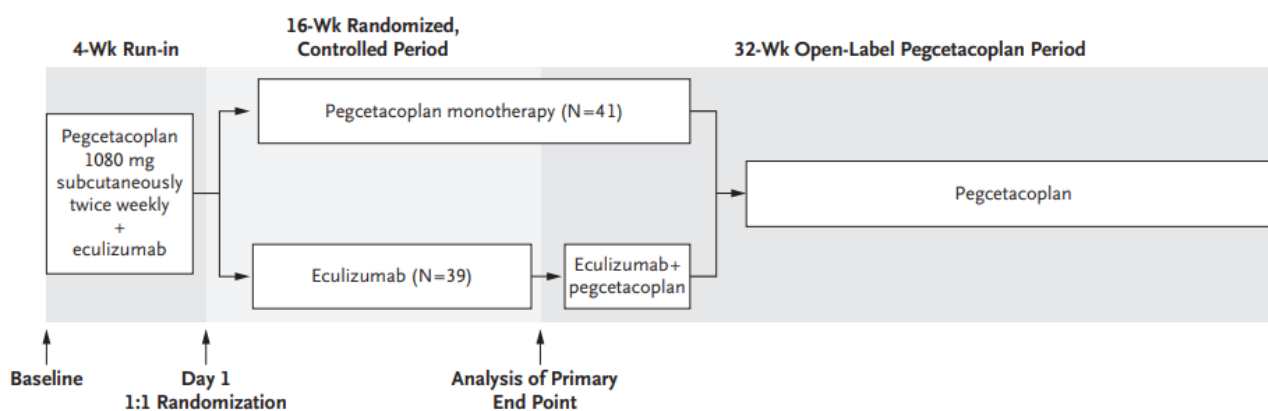 4-Wk Run-in
16-Wk Randomized,
Controlled Period
32-Wk Open-Label Pegcetacoplan Period
Pegcetacoplan
1080 mg
subcutaneously
twice weekly
+
eculizumab
Pegcetacoplan monotherapy (N=41)
Eculizumab (N=39)
Eculizumab+
pegcetacoplan
Pegcetacoplan
Baseline
Day 1
1:1 Randomization
Analysis of Primary
End Point